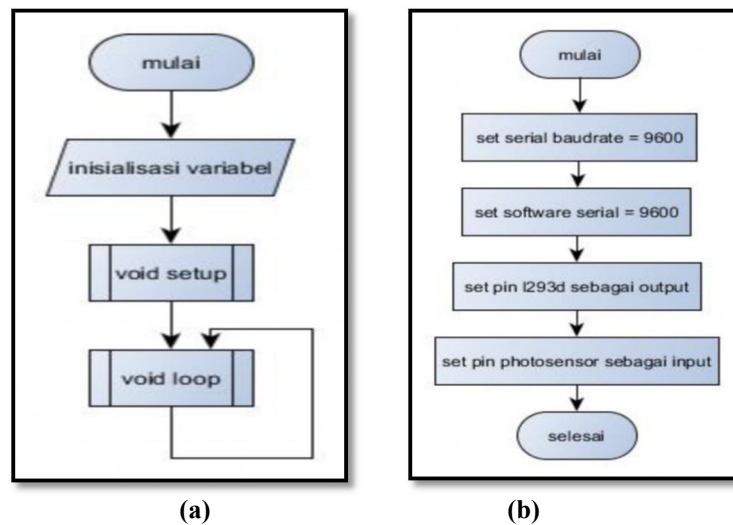 mulai
inisialisasi variabel
void setup
void loop
(a)
mulai
set serial baudrate = 9600
set software serial = 9600
set pin l293d sebagai output
set pin photosensor sebagai input
selesai
(b)